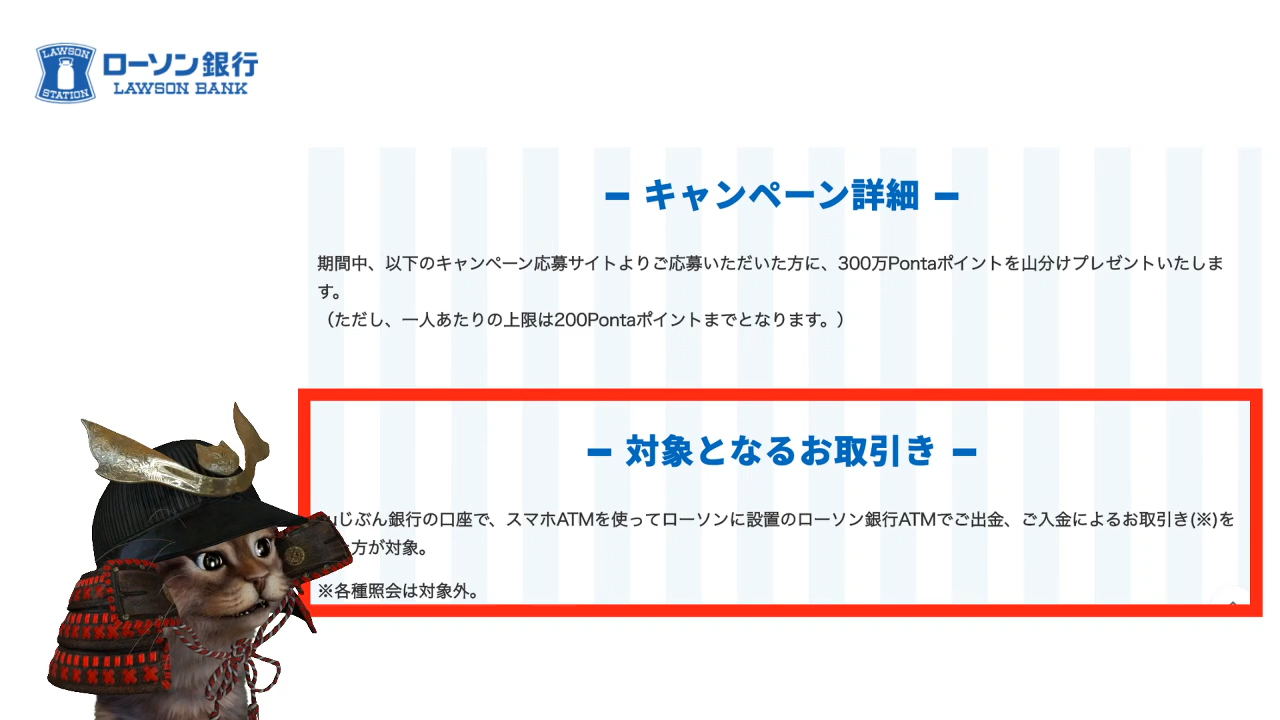 LAWSON
STATION
ローソン銀行
LAWSON BANK
ー キャンペーン詳細 ー
期間中、以下のキャンペーン応募サイトよりご応募いただいた方に、300万Pontaポイントを山分けプレゼントいたしま
す。
（ただし、一人あたりの上限は200Pontaポイントまでとなります。）
ー 対象となるお取引き ー
じぶん銀行の口座で、スマホATMを使ってローソンに設置のローソン銀行ATMでご出金、ご入金によるお取引き(※)を
方が対象。
※各種照会は対象外。